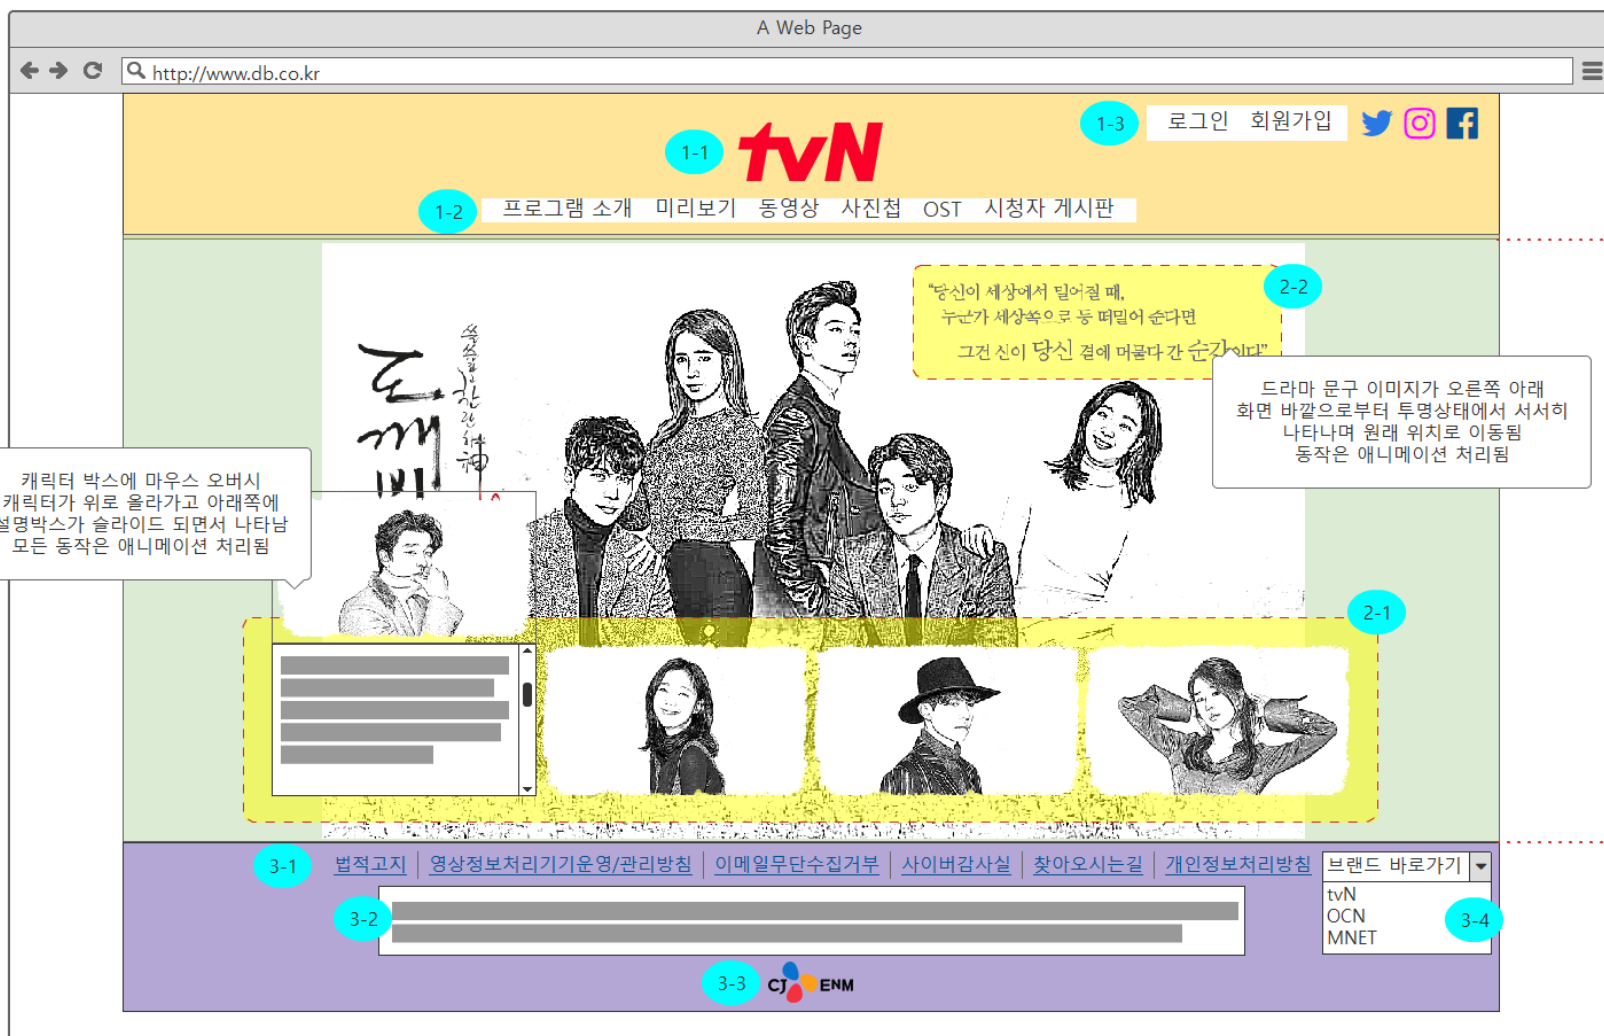 A Web Page
http://www.db.co.kr
1-3
로그인 회원가입
1-1
tvN
1-2
프로그램 소개 미리보기 동영상 사진첩 OST 시청자 게시판
2-2
“당신이 세상에서 멀어질 때,
누군가 세상쪽으로 등 떠밀어 준다면
그건 신이 당신 곁에 머물다 간 순간이다”
드라마 문구 이미지가 오른쪽 아래
화면 바깥으로부터 투명상태에서 서서히
나타나며 원래 위치로 이동됨
동작은 애니메이션 처리됨
쓸쓸하고 찬란하神
도깨비
캐릭터 박스에 마우스 오버시
캐릭터가 위로 올라가고 아래쪽에
설명박스가 슬라이드 되면서 나타남
모든 동작은 애니메이션 처리됨
2-1
3-1
법적고지 영상정보처리기기운영/관리방침 이메일무단수집거부 사이버감사실 찾아오시는길 개인정보처리방침
브랜드 바로가기
tvN
OCN
MNET
3-4
3-2
3-3
CJ ENM